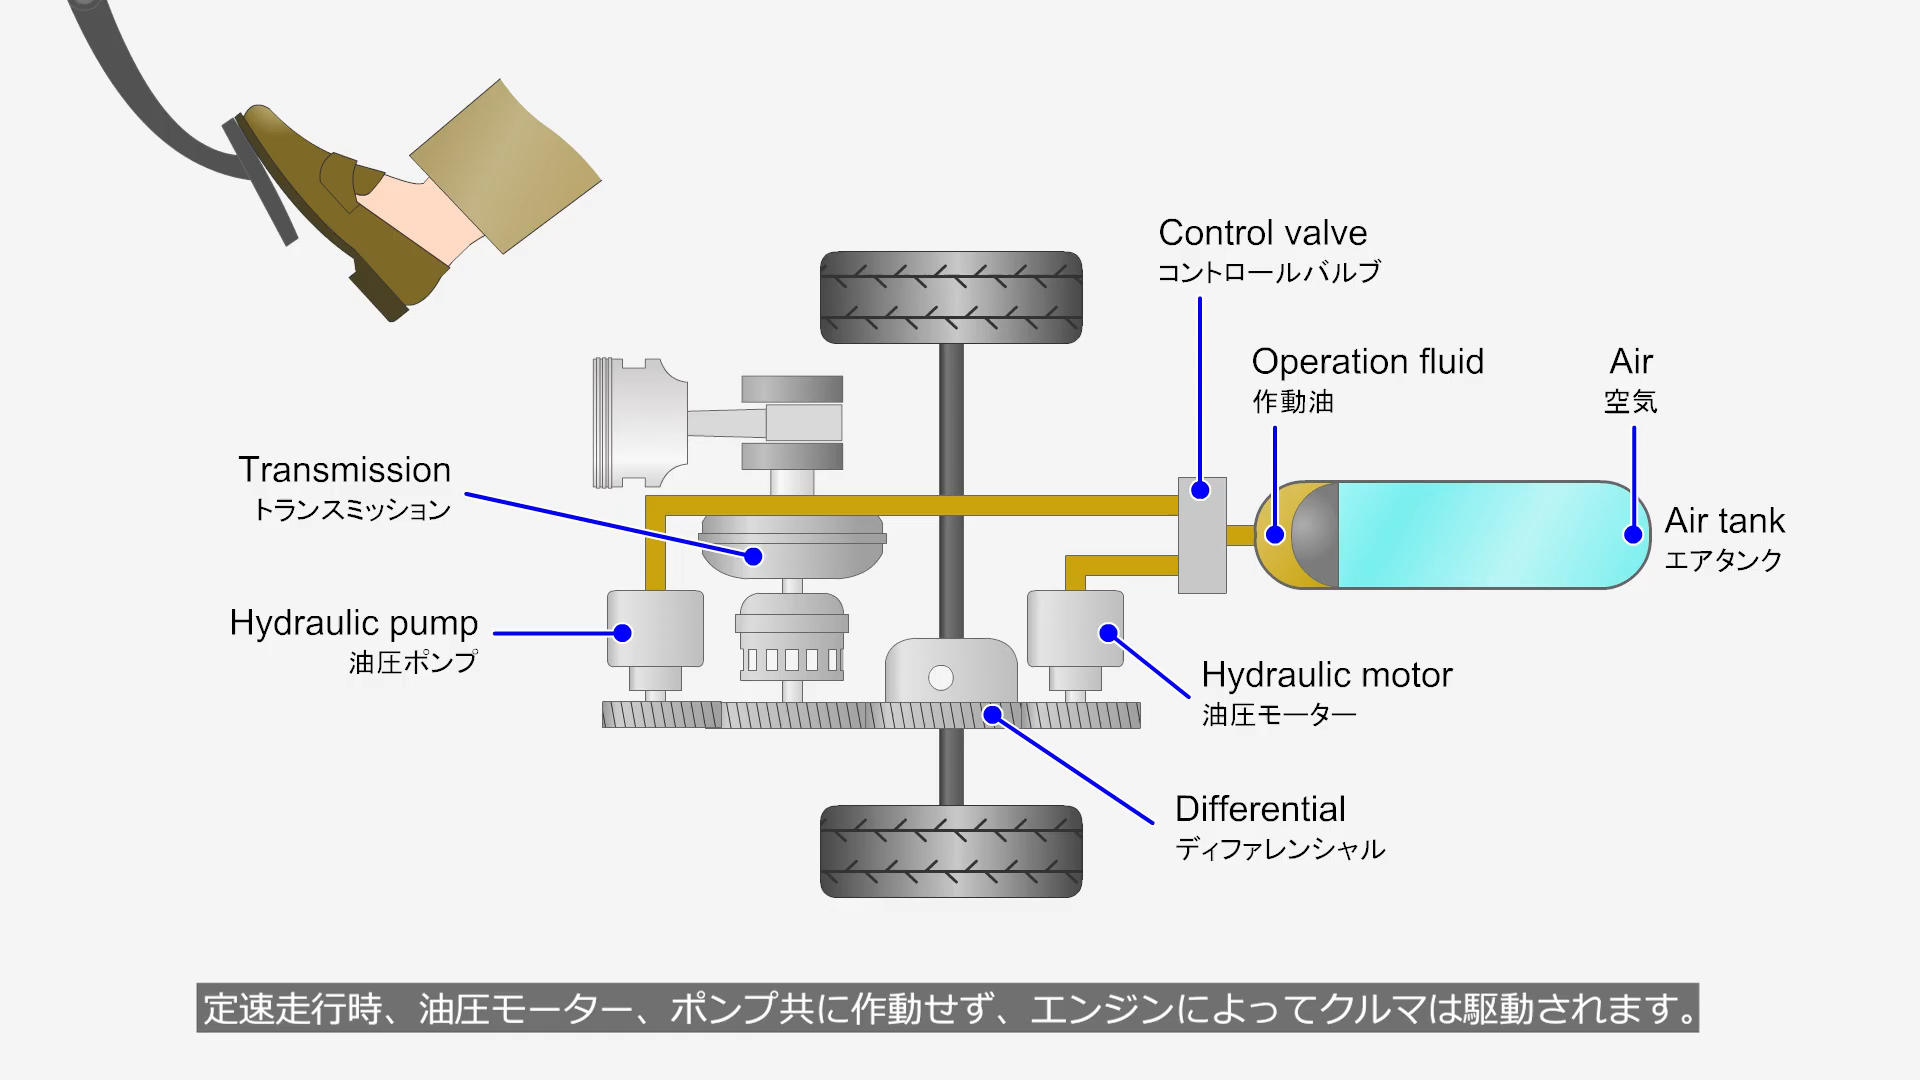 Control valve
コントロールバルブ
Operation fluid
作動油
Air
空気
Transmission
トランスミッション
Air tank
エアタンク
Hydraulic pump
油圧ポンプ
Hydraulic motor
油圧モーター
Differential
ディファレンシャル
定速走行時、油圧モーター、ポンプ共に作動せず、エンジンによってクルマは駆動されます。